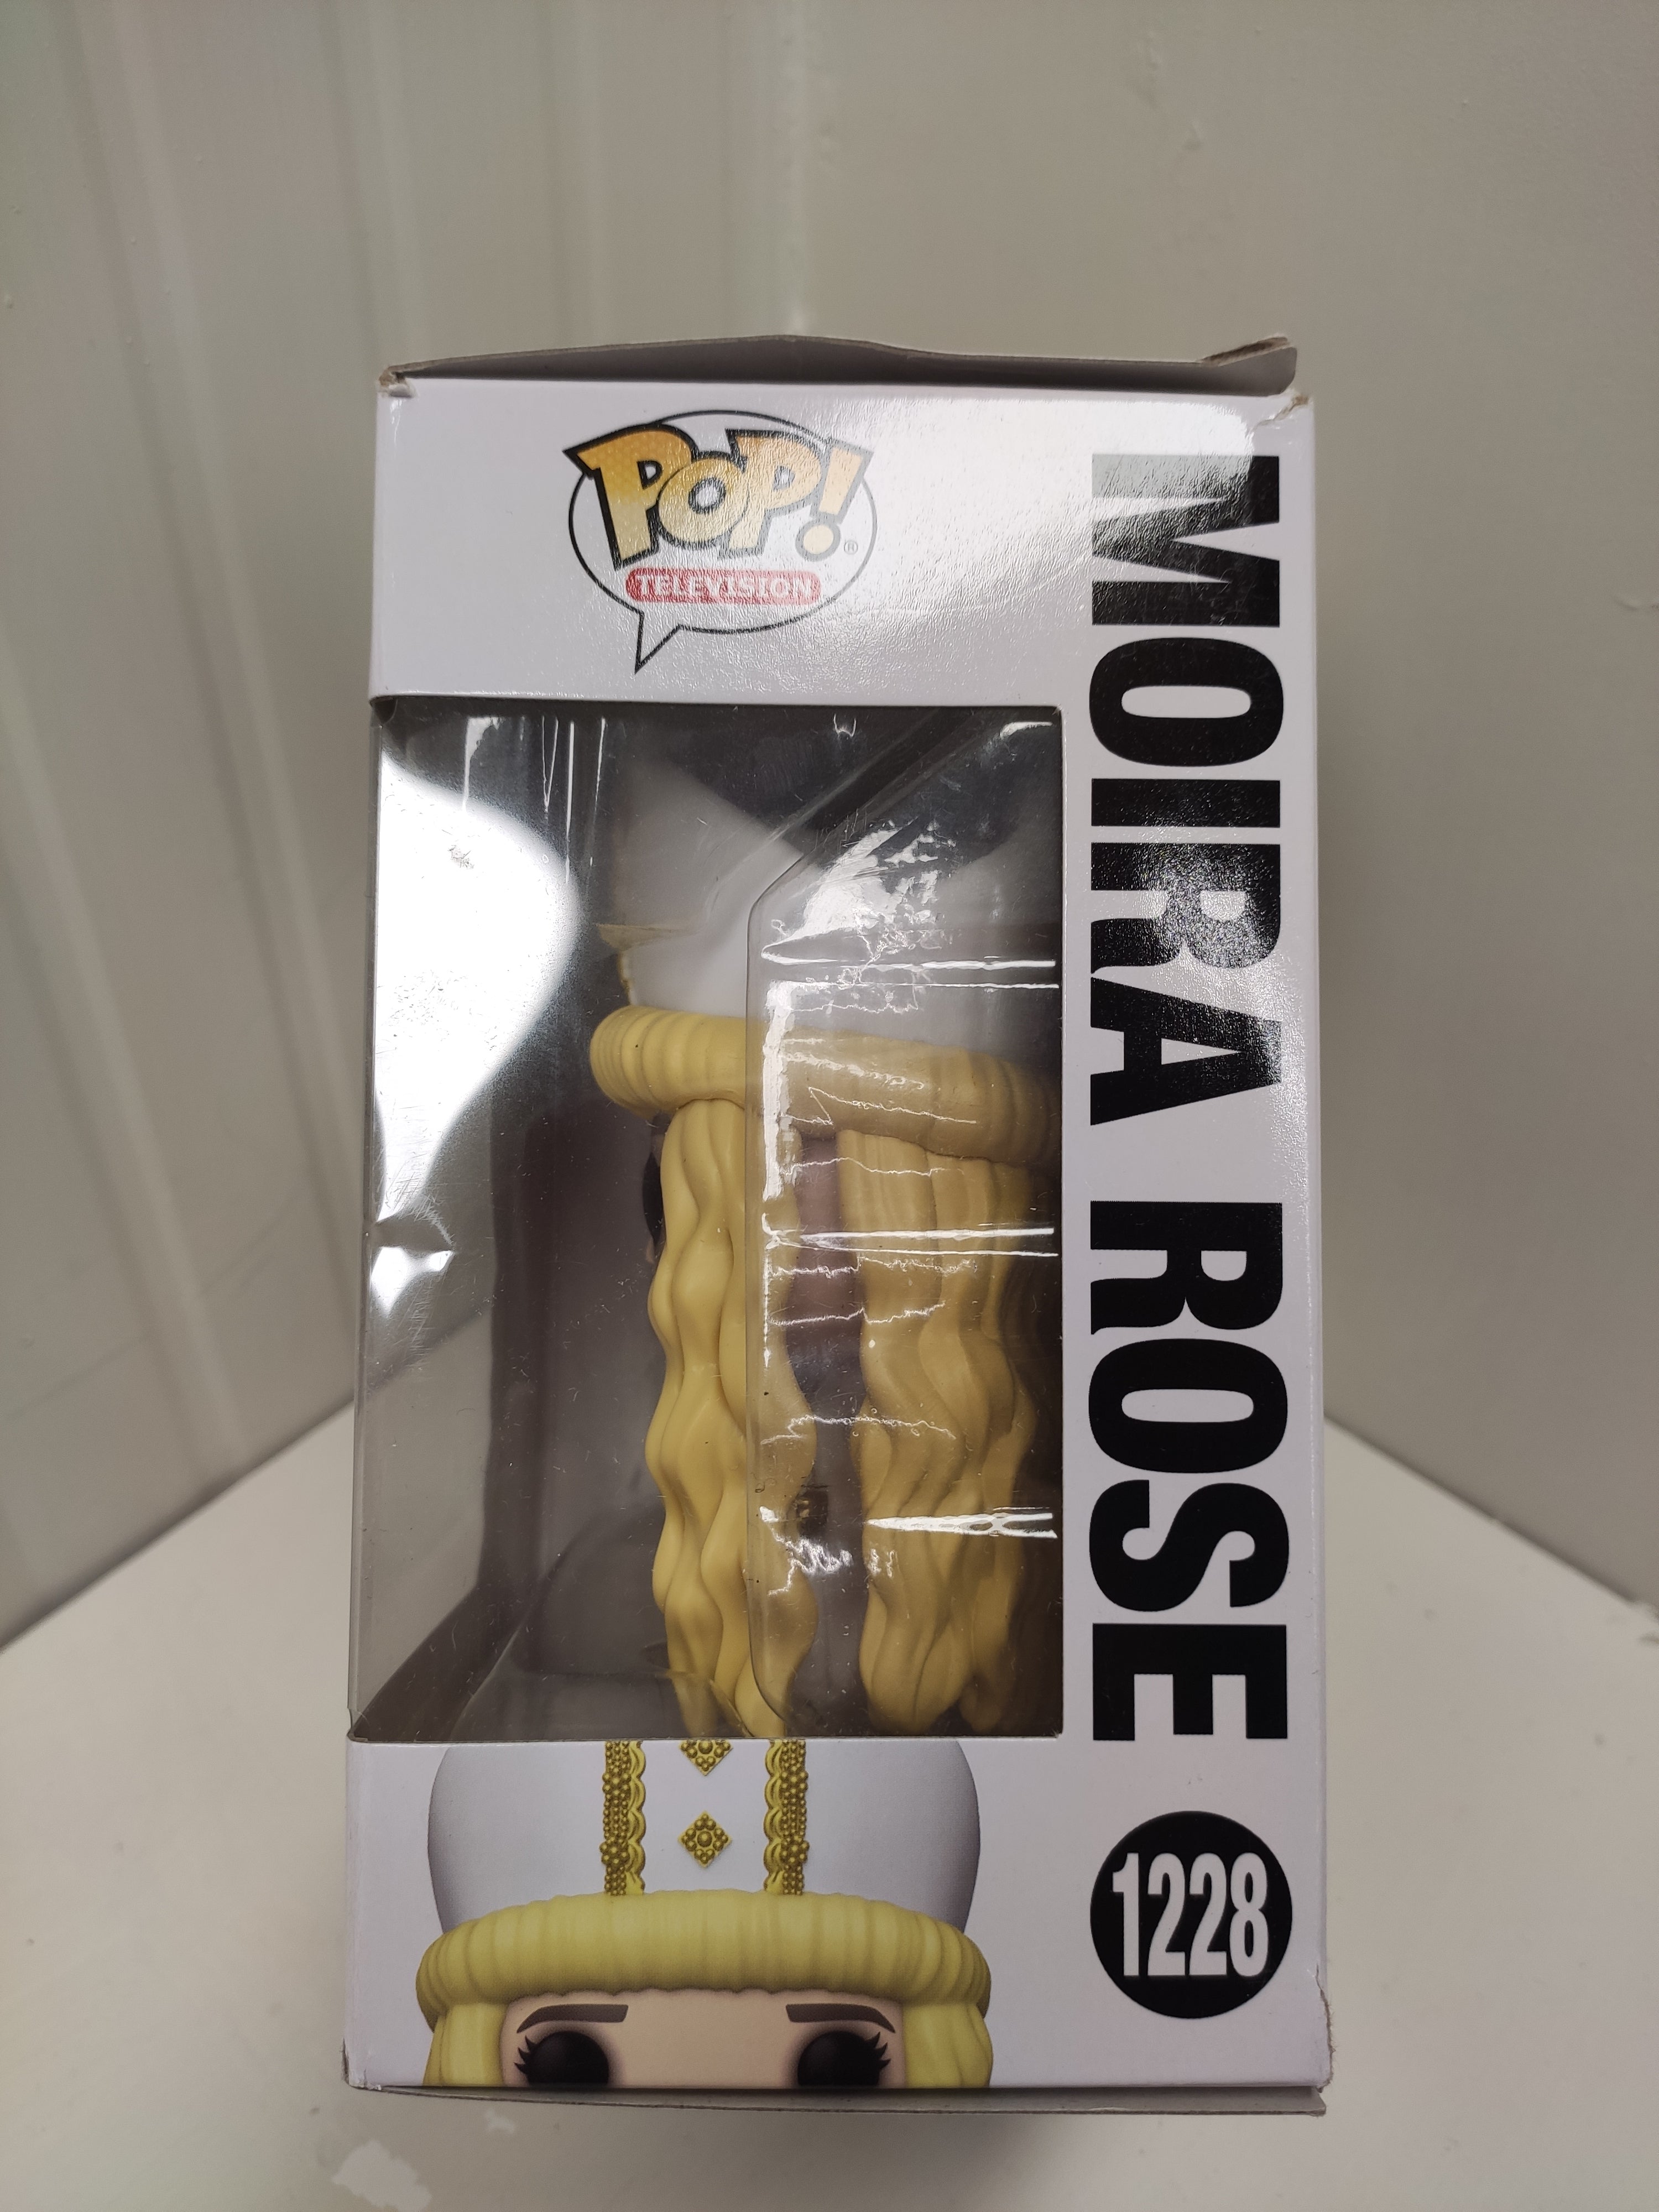 POP!®
TELEVISION
MOIRA ROSE
1228